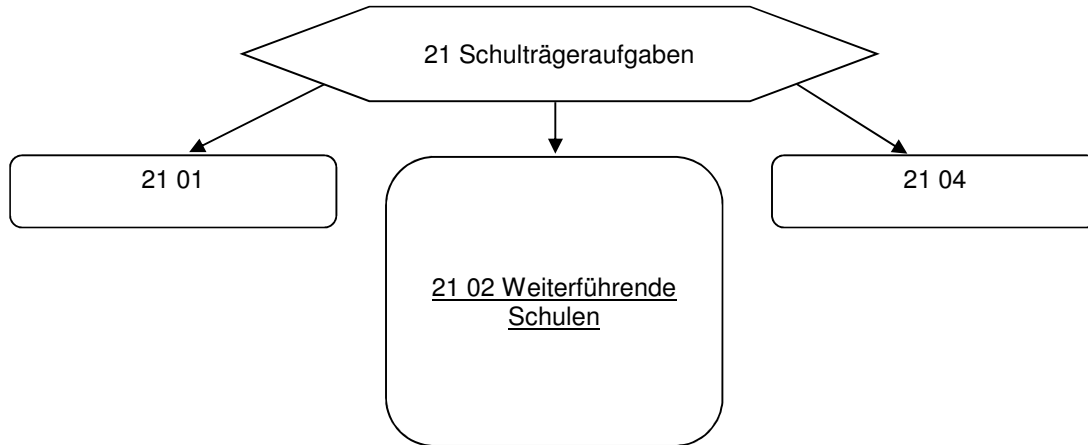 21 Schulträgeraufgaben
21 01
21 02 Weiterführende
Schulen
21 04